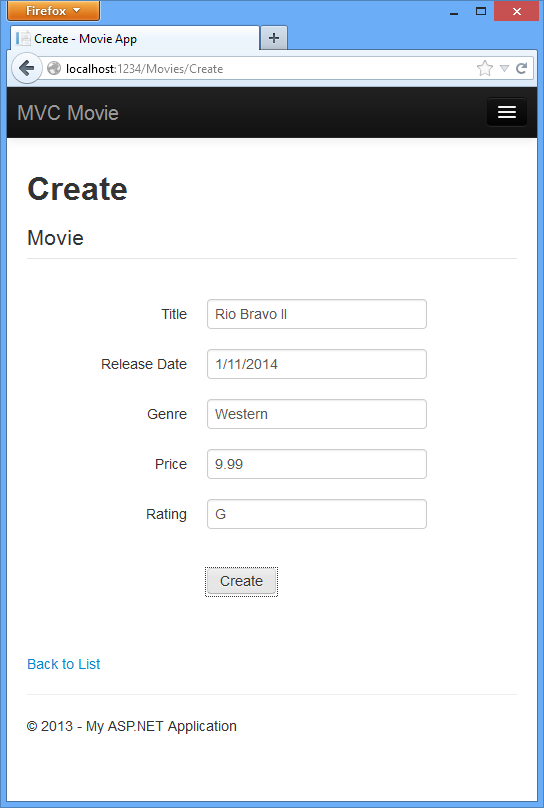 Firefox
Create - Movie App
localhost:1234/Movies/Create
MVC Movie
Create
Movie
Title Rio Bravo II
Release Date 1/11/2014
Genre Western
Price 9.99
Rating G
Create
Back to List
© 2013 - My ASP.NET Application